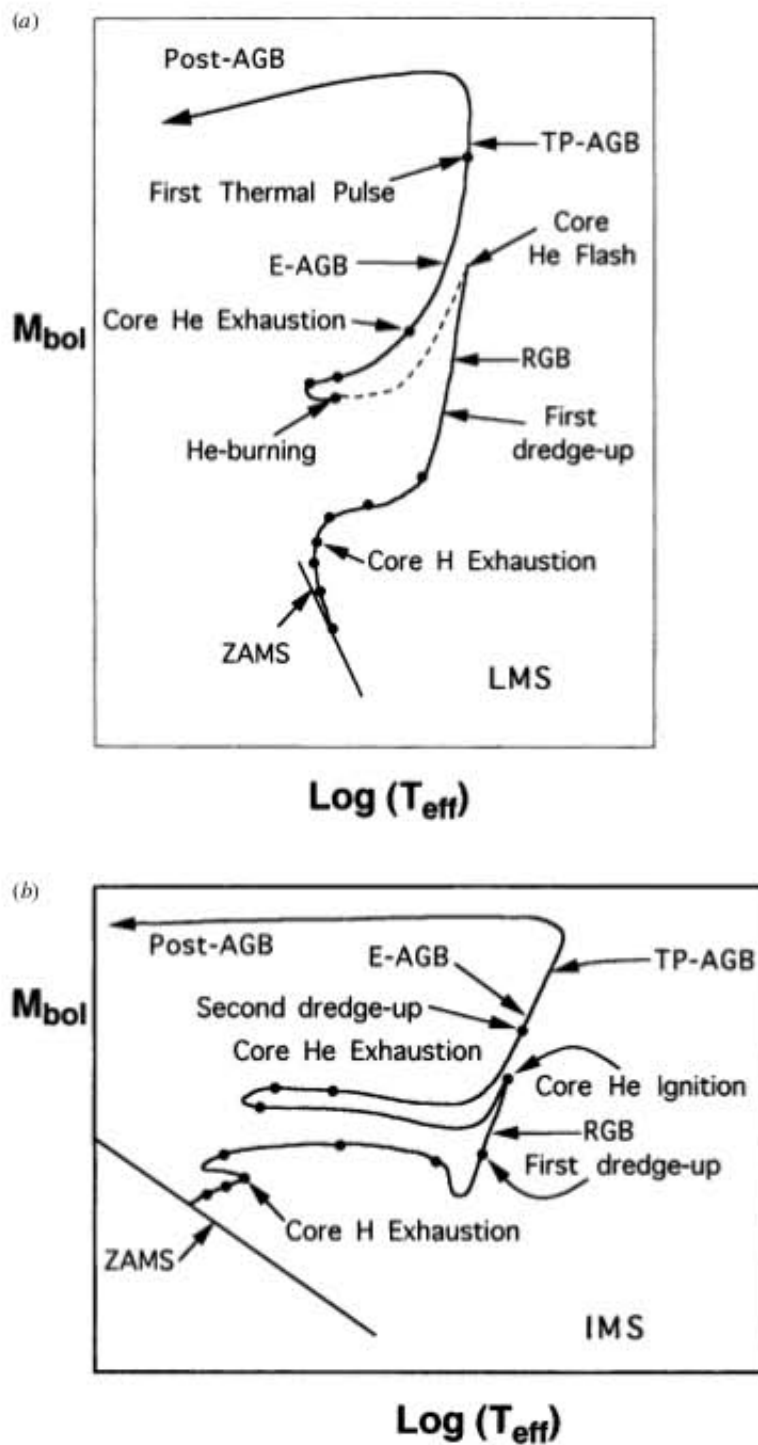 (a)
Post-AGB
TP-AGB
First Thermal Pulse
Core
He Flash
E-AGB
Core He Exhaustion
Mbol
RGB
He-burning
First
dredge-up
Core H Exhaustion
ZAMS
LMS
Log (Teff)
(b)
Post-AGB
E-AGB
TP-AGB
Mbol
Second dredge-up
Core He Exhaustion
Core He Ignition
RGB
First dredge-up
Core H Exhaustion
ZAMS
IMS
Log (Teff)